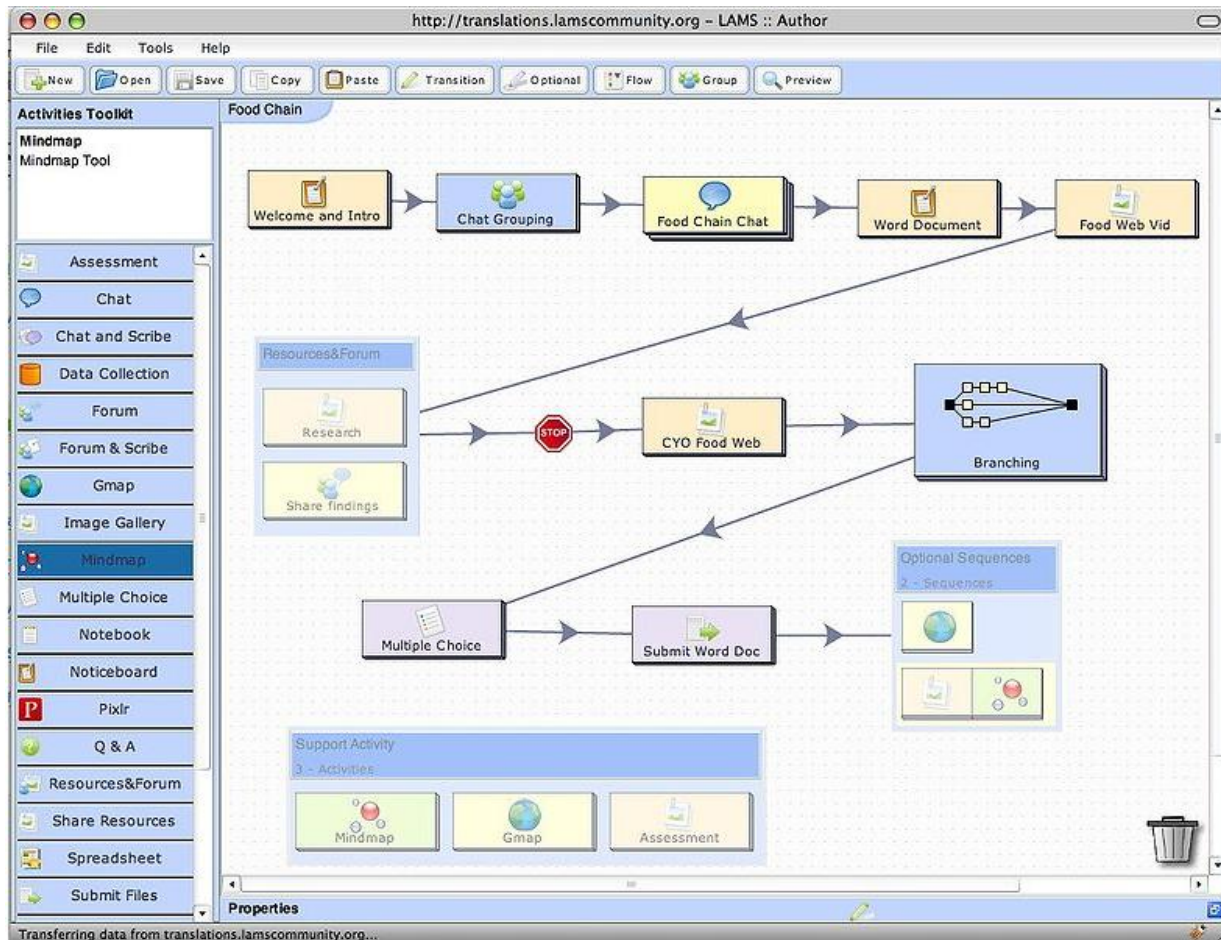 http://translations.lamscommunity.org – LAMS :: Author
File Edit Tools Help
New Open Save Copy Paste Transition Optional Flow Group Preview
Activities Toolkit
Mindmap
Mindmap Tool
Assessment
Chat
Chat and Scribe
Data Collection
Forum
Forum & Scribe
Gmap
Image Gallery
Mindmap
Multiple Choice
Notebook
Noticeboard
Pixlr
Q & A
Resources&Forum
Share Resources
Spreadsheet
Submit Files
Food Chain
Welcome and Intro
Chat Grouping
Food Chain Chat
Word Document
Food Web Vid
Resources&Forum
Research
Share findings
STOP
CYO Food Web
Branching
Multiple Choice
Submit Word Doc
Optional Sequences
2 - Sequences
Support Activity
3 - Activities
Mindmap
Gmap
Assessment
Properties
Transferring data from translations.lamscommunity.org...